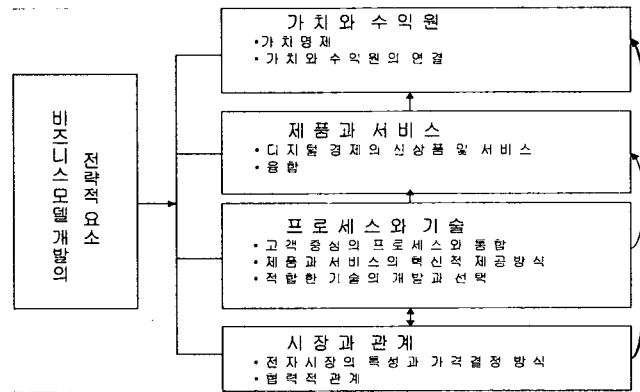 비즈니스모델 개발의
전략적 요소
가치와 수익원
•가치명제
•가치와 수익원의 연결
제품과 서비스
•디지털 경제의 신상품 및 서비스
•융합
프로세스와 기술
•고객 중심의 프로세스와 통합
•제품과 서비스의 혁신적 제공방식
•적합한 기술의 개발과 선택
시장과 관계
•전자시장의 특성과 가격결정 방식
•협력적 관계